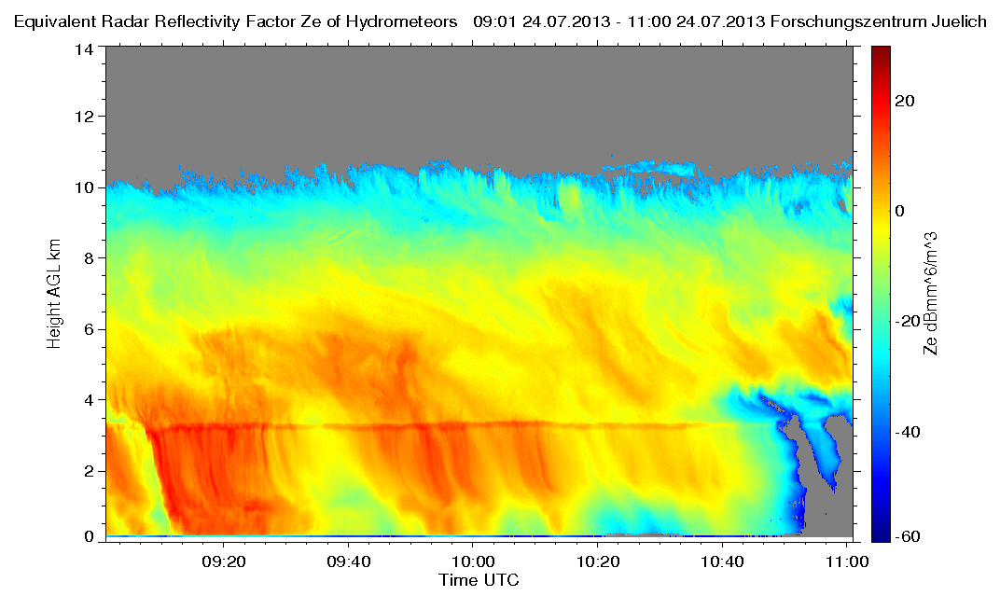 Equivalent Radar Reflectivity Factor Ze of Hydrometeors 09:01 24.07.2013 - 11:00 24.07.2013 Forschungszentrum Juelich
14
12
10
8
6
4
2
0
Height AGL km
09:20 09:40 10:00 10:20 10:40 11:00
Time UTC
20
0
-20
-40
-60
Ze dBmm^6/m^3